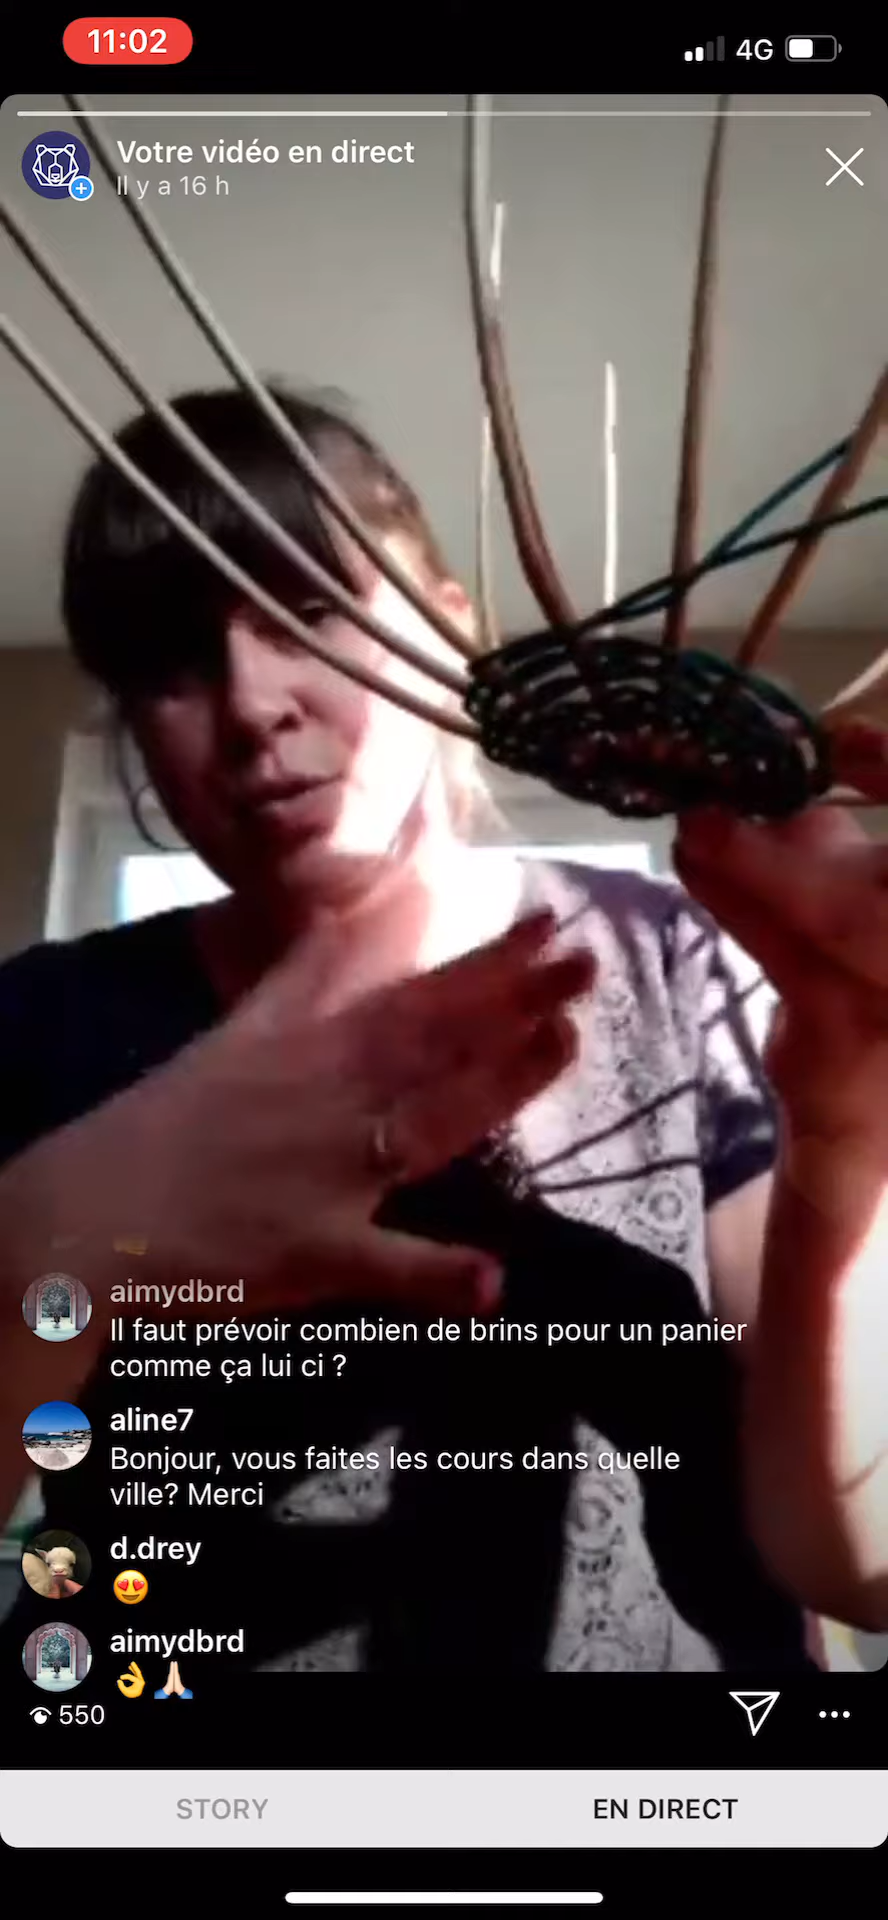 11:02
4G
Votre vidéo en direct
Il y a 16 h
aimydbrd
Il faut prévoir combien de brins pour un panier
comme ça lui ci ?
aline7
Bonjour, vous faites les cours dans quelle
ville? Merci
d.drey
😍
aimydbrd
👌🙏🏻
550
STORY
EN DIRECT